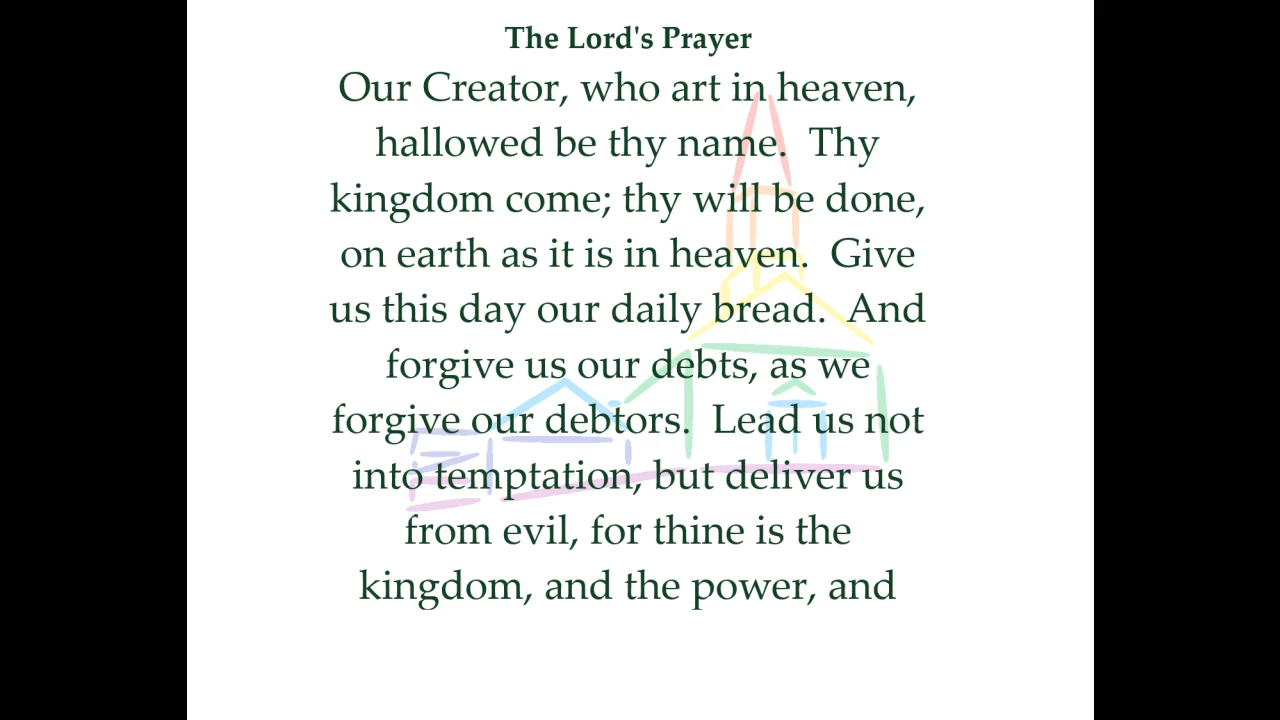 The Lord's Prayer
Our Creator, who art in heaven,
hallowed be thy name.  Thy
kingdom come; thy will be done,
on earth as it is in heaven.  Give
us this day our daily bread.  And
forgive us our debts, as we
forgive our debtors.  Lead us not
into temptation, but deliver us
from evil, for thine is the
kingdom, and the power, and